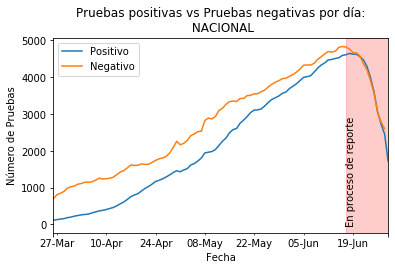 Pruebas positivas vs Pruebas negativas por día:
NACIONAL
Positivo
Negativo
Número de Pruebas
5000
4000
3000
2000
1000
0
En proceso de reporte
27-Mar 10-Apr 24-Apr 08-May 22-May 05-Jun 19-Jun
Fecha